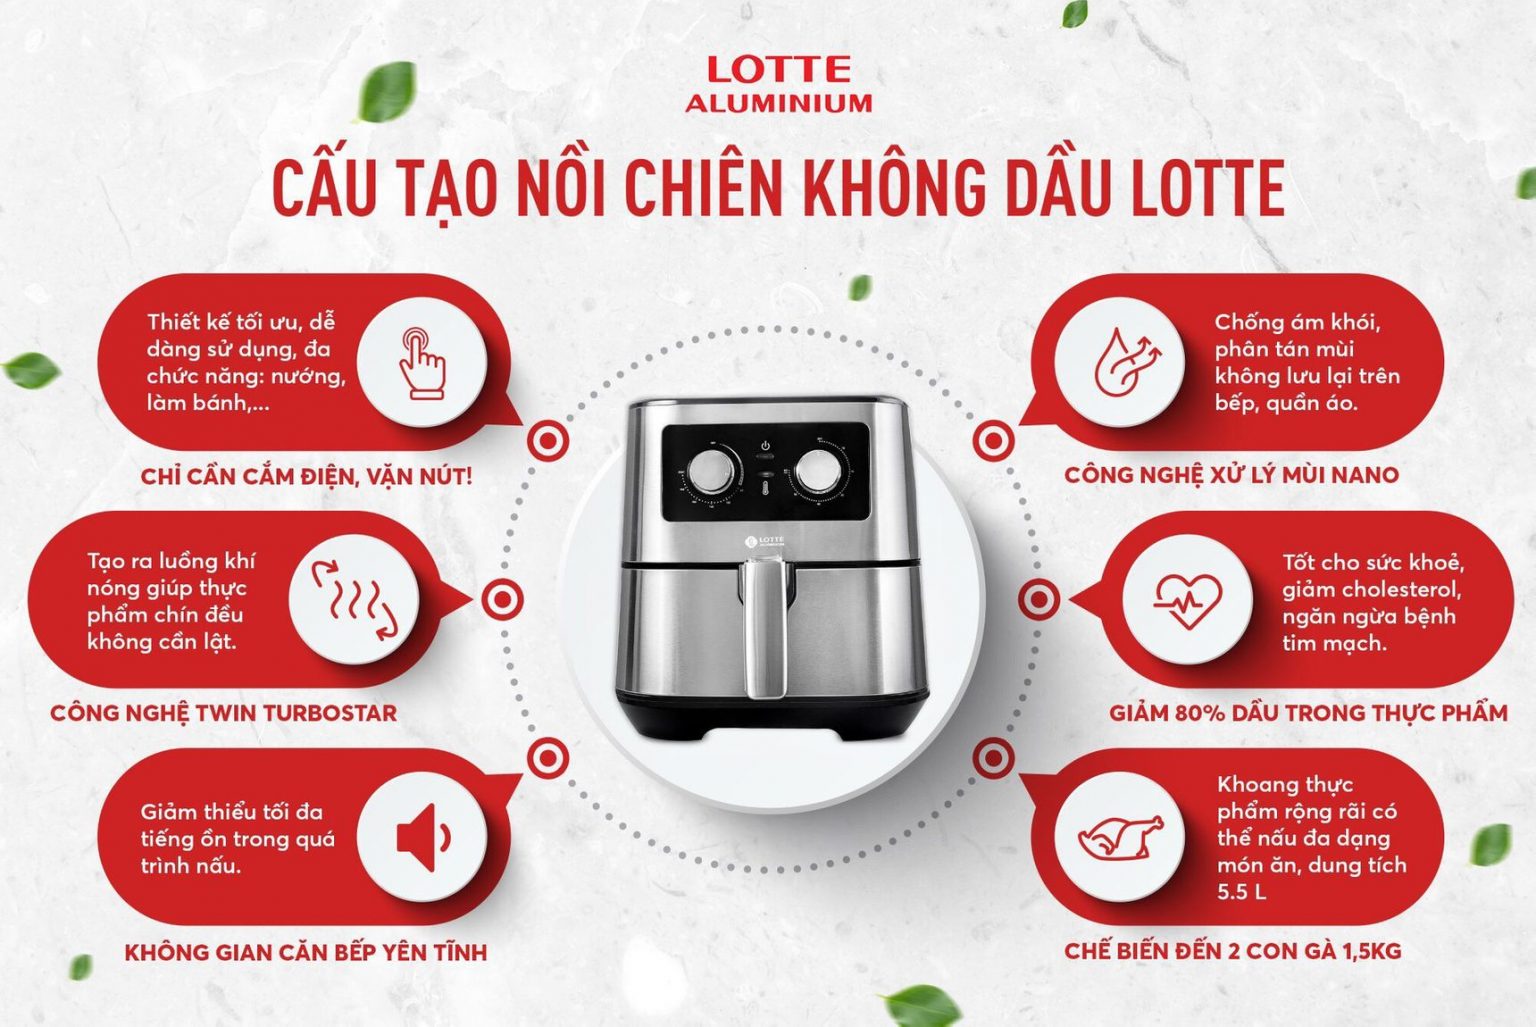 LOTTE
ALUMINIUM
CẤU TẠO NỒI CHIÊN KHÔNG DẦU LOTTE
Thiết kế tối ưu, dễ
dàng sử dụng, đa
chức năng: nướng,
làm bánh,...
CHỈ CẦN CẮM ĐIỆN, VẶN NÚT!
Tạo ra luồng khí
nóng giúp thực
phẩm chín đều
không cần lật.
CÔNG NGHỆ TWIN TURBOSTAR
Giảm thiểu tối đa
tiếng ồn trong quá
trình nấu.
KHÔNG GIAN CĂN BẾP YÊN TĨNH
LOTTE
Chống ám khói,
phân tán mùi
không lưu lại trên
bếp, quần áo.
CÔNG NGHỆ XỬ LÝ MÙI NANO
Tốt cho sức khoẻ,
giảm cholesterol,
ngăn ngừa bệnh
tim mạch.
GIẢM 80% DẦU TRONG THỰC PHẨM
Khoang thực
phẩm rộng rãi có
thể nấu đa dạng
món ăn, dung tích
5.5 L
CHẾ BIẾN ĐẾN 2 CON GÀ 1,5KG